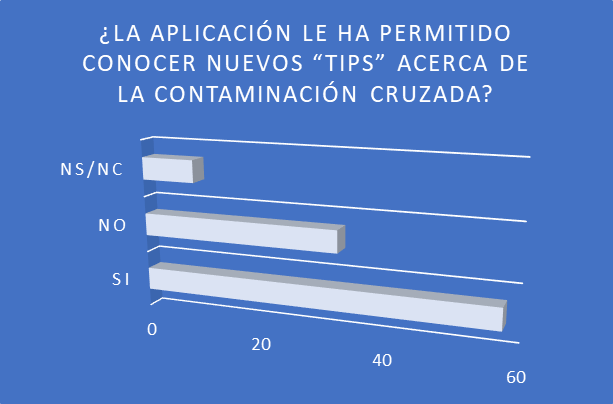 ¿LA APLICACIÓN LE HA PERMITIDO
CONOCER NUEVOS “TIPS” ACERCA DE
LA CONTAMINACIÓN CRUZADA?
NS/NC
NO
SI
0
20
40
60